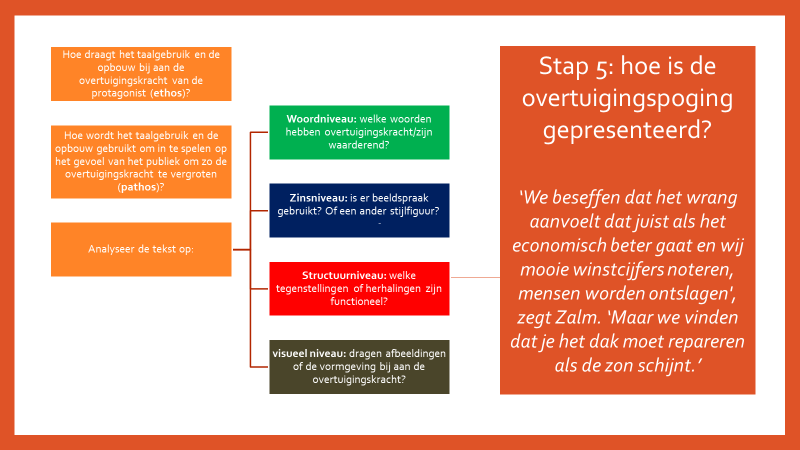 Hoe draagt het taalgebruik en de
opbouw bij aan de
overtuigingskracht van de
protagonist (ethos)?
Hoe wordt het taalgebruik en de
opbouw gebruikt om in te spelen op
het gevoel van het publiek om zo de
overtuigingskracht te vergroten
(pathos)?
Analyseer de tekst op:
Woordniveau: welke woorden
hebben overtuigingskracht/zijn
waarderend?
Zinsniveau: is er beeldspraak
gebruikt? Of een ander stijlfiguur?
Structuurniveau: welke
tegenstellingen of herhalingen zijn
functioneel?
visueel niveau: dragen afbeeldingen
of de vormgeving bij aan de
overtuigingskracht?
Stap 5: hoe is de
overtuigingspoging
gepresenteerd?
‘We beseffen dat het wrang
aanvoelt dat juist als het
economisch beter gaat en wij
mooie winstcijfers noteren,
mensen worden ontslagen',
zegt Zalm. ‘Maar we vinden
dat je het dak moet repareren
als de zon schijnt.’